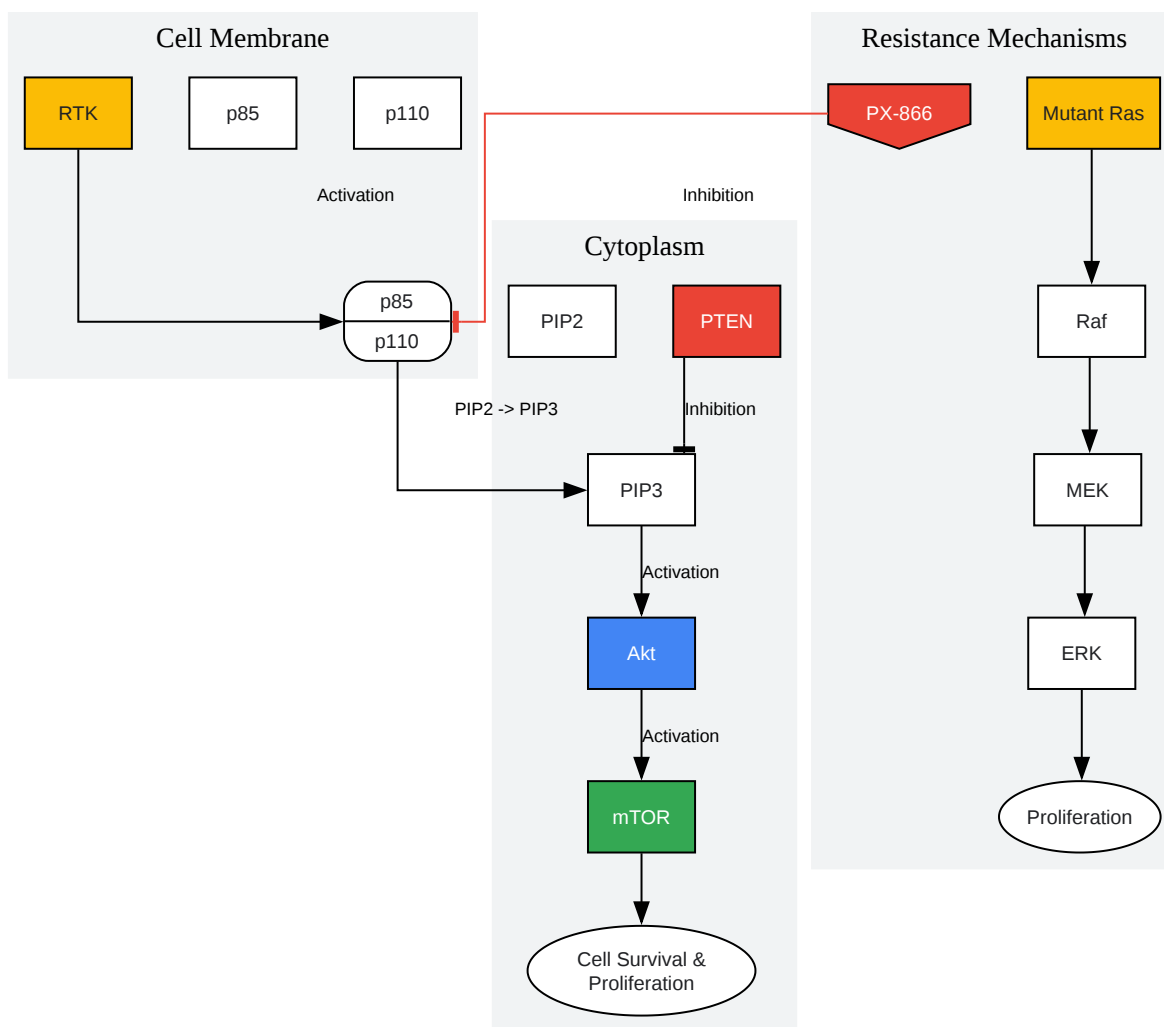 Cell Membrane
Resistance Mechanisms
RTK
p85
p110
PX-866
Mutant Ras
Activation
Inhibition
Cytoplasm
p85
p110
PIP2
PTEN
Raf
PIP2 -> PIP3
Inhibition
PIP3
MEK
Activation
Akt
ERK
Activation
mTOR
Proliferation
Cell Survival &
Proliferation